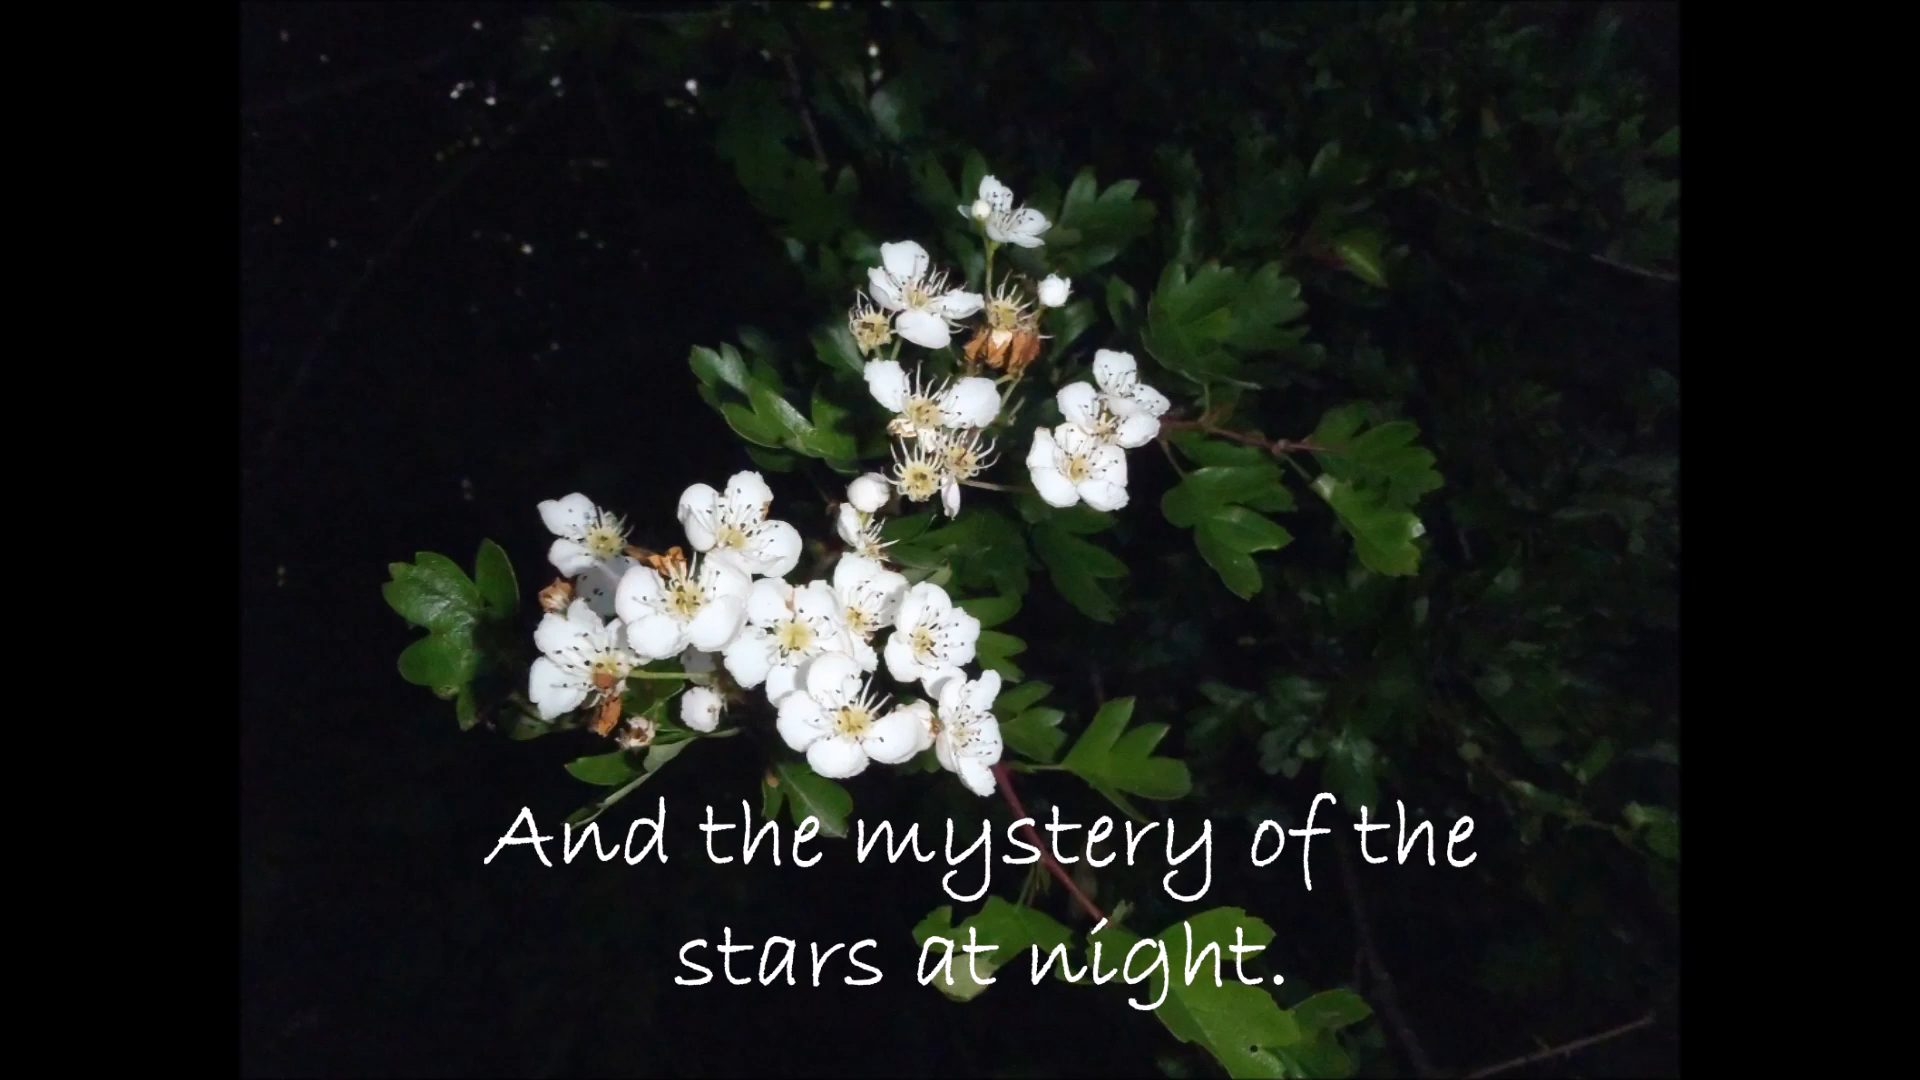 And the mystery of the
stars at night.